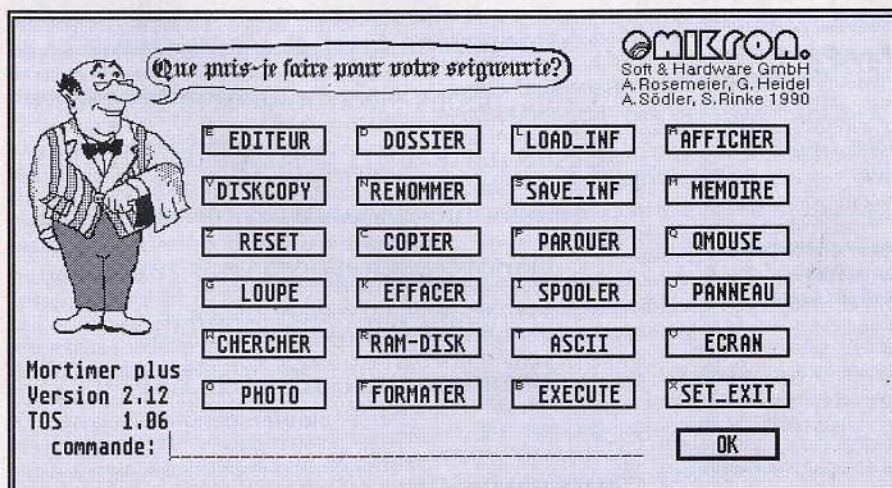 Que puis-je faire pour votre seigneurie?
OMIKRON.
Soft & Hardware GmbH
A.Rosemeier, G. Heidel
A.Södler, S.Rinke 1990
E EDITEUR D DOSSIER L LOAD_INF A AFFICHER
Y DISKCOPY N RENOMMER S SAVE_INF M MEMOIRE
Z RESET C COPIER P PARQUER Q QMOUSE
G LOUPE K EFFACER I SPOOLER J PANNEAU
W CHERCHER R RAM-DISK T ASCII V ECRAN
O PHOTO F FORMATER B EXECUTE X SET_EXIT
Mortimer plus
Version 2.12
TOS 1.06
commande:
OK